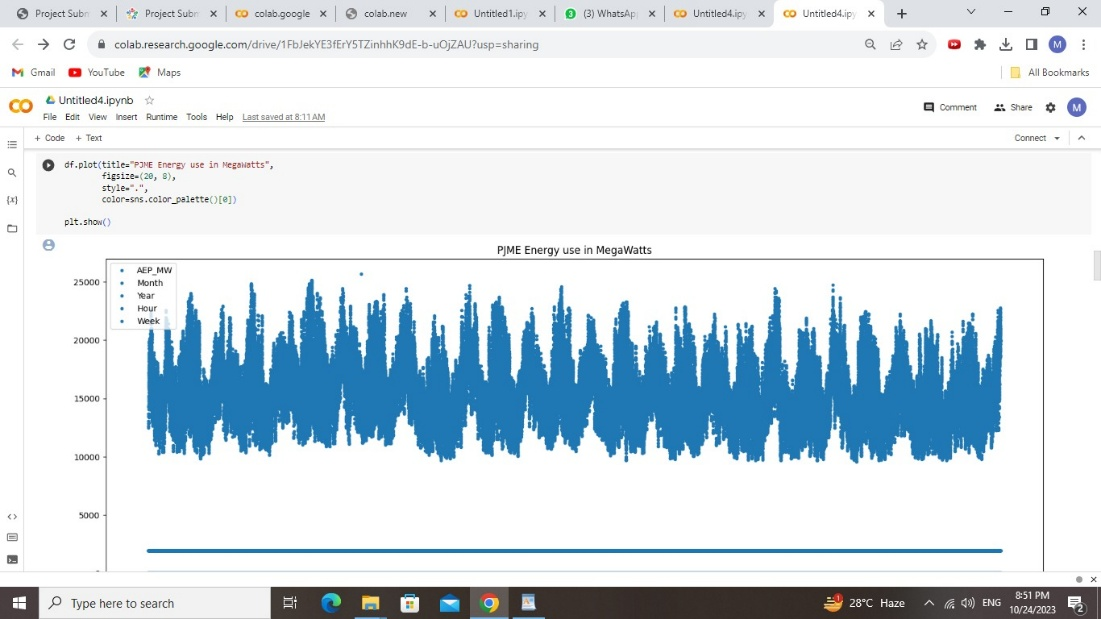 Project Subm
Project Subm
colab.google
colab.new
Untitled1.ipy
(3) WhatsAp
Untitled4.ipy
Untitled4.ipy
colab.research.google.com/drive/1FbJekYE3fErY5TZinhhK9dE-b-uOjZAU?usp=sharing
M
Gmail
YouTube
Maps
All Bookmarks
Untitled4.ipynb
File Edit View Insert Runtime Tools Help Last saved at 8:11 AM
Comment
Share
M
+ Code + Text
Connect
df.plot(title="PJME Energy use in MegaWatts",
figsize=(20, 8),
style=".",
color=sns.color_palette()[0])
plt.show()
PJME Energy use in MegaWatts
AEP_MW
Month
Year
Hour
Week
25000
20000
15000
10000
5000
Type here to search
28°C Haze
ENG
8:51 PM
10/24/2023
2